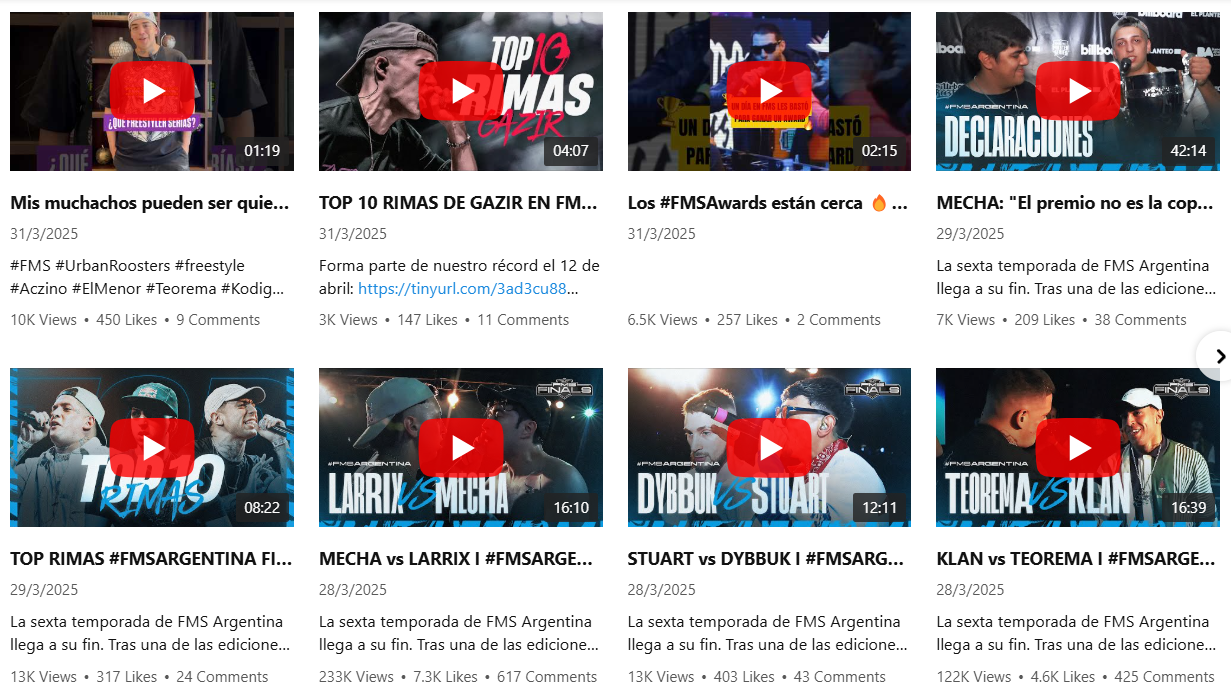 ¿QUÉ FREESTYLER SERÍAS?
01:19
Mis muchachos pueden ser quie...
31/3/2025
#FMS #UrbanRoosters #freestyle
#Aczino #ElMenor #Teorema #Kodig...
10K Views • 450 Likes • 9 Comments
TOP10
RIMAS
GAZIR
04:07
TOP 10 RIMAS DE GAZIR EN FM...
31/3/2025
Forma parte de nuestro récord el 12 de
abril: https://tinyurl.com/3ad3cu88...
3K Views • 147 Likes • 11 Comments
UN DÍA EN FMS LES BASTÓ
PARA GANAR UN AWARD
02:15
Los #FMSAwards están cerca 🔥 ...
31/3/2025
6.5K Views • 257 Likes • 2 Comments
billboard
#FMSARGENTINA
DECLARACIONES
42:14
MECHA: "El premio no es la cop...
29/3/2025
La sexta temporada de FMS Argentina
llega a su fin. Tras una de las edicione...
7K Views • 209 Likes • 38 Comments
TOP10
RIMAS
08:22
TOP RIMAS #FMSARGENTINA FI...
29/3/2025
La sexta temporada de FMS Argentina
llega a su fin. Tras una de las edicione...
13K Views • 317 Likes • 24 Comments
FINALS
#FMSARGENTINA
LARRIX VS MECHA
16:10
MECHA vs LARRIX I #FMSARGE...
28/3/2025
La sexta temporada de FMS Argentina
llega a su fin. Tras una de las edicione...
233K Views • 7.3K Likes • 617 Comments
FINALS
#FMSARGENTINA
DYBBUK VS STUART
12:11
STUART vs DYBBUK I #FMSARG...
28/3/2025
La sexta temporada de FMS Argentina
llega a su fin. Tras una de las edicione...
13K Views • 403 Likes • 43 Comments
FINALS
#FMSARGENTINA
TEOREMA VS KLAN
16:39
KLAN vs TEOREMA I #FMSARGE...
28/3/2025
La sexta temporada de FMS Argentina
llega a su fin. Tras una de las edicione...
122K Views • 4.6K Likes • 425 Comments